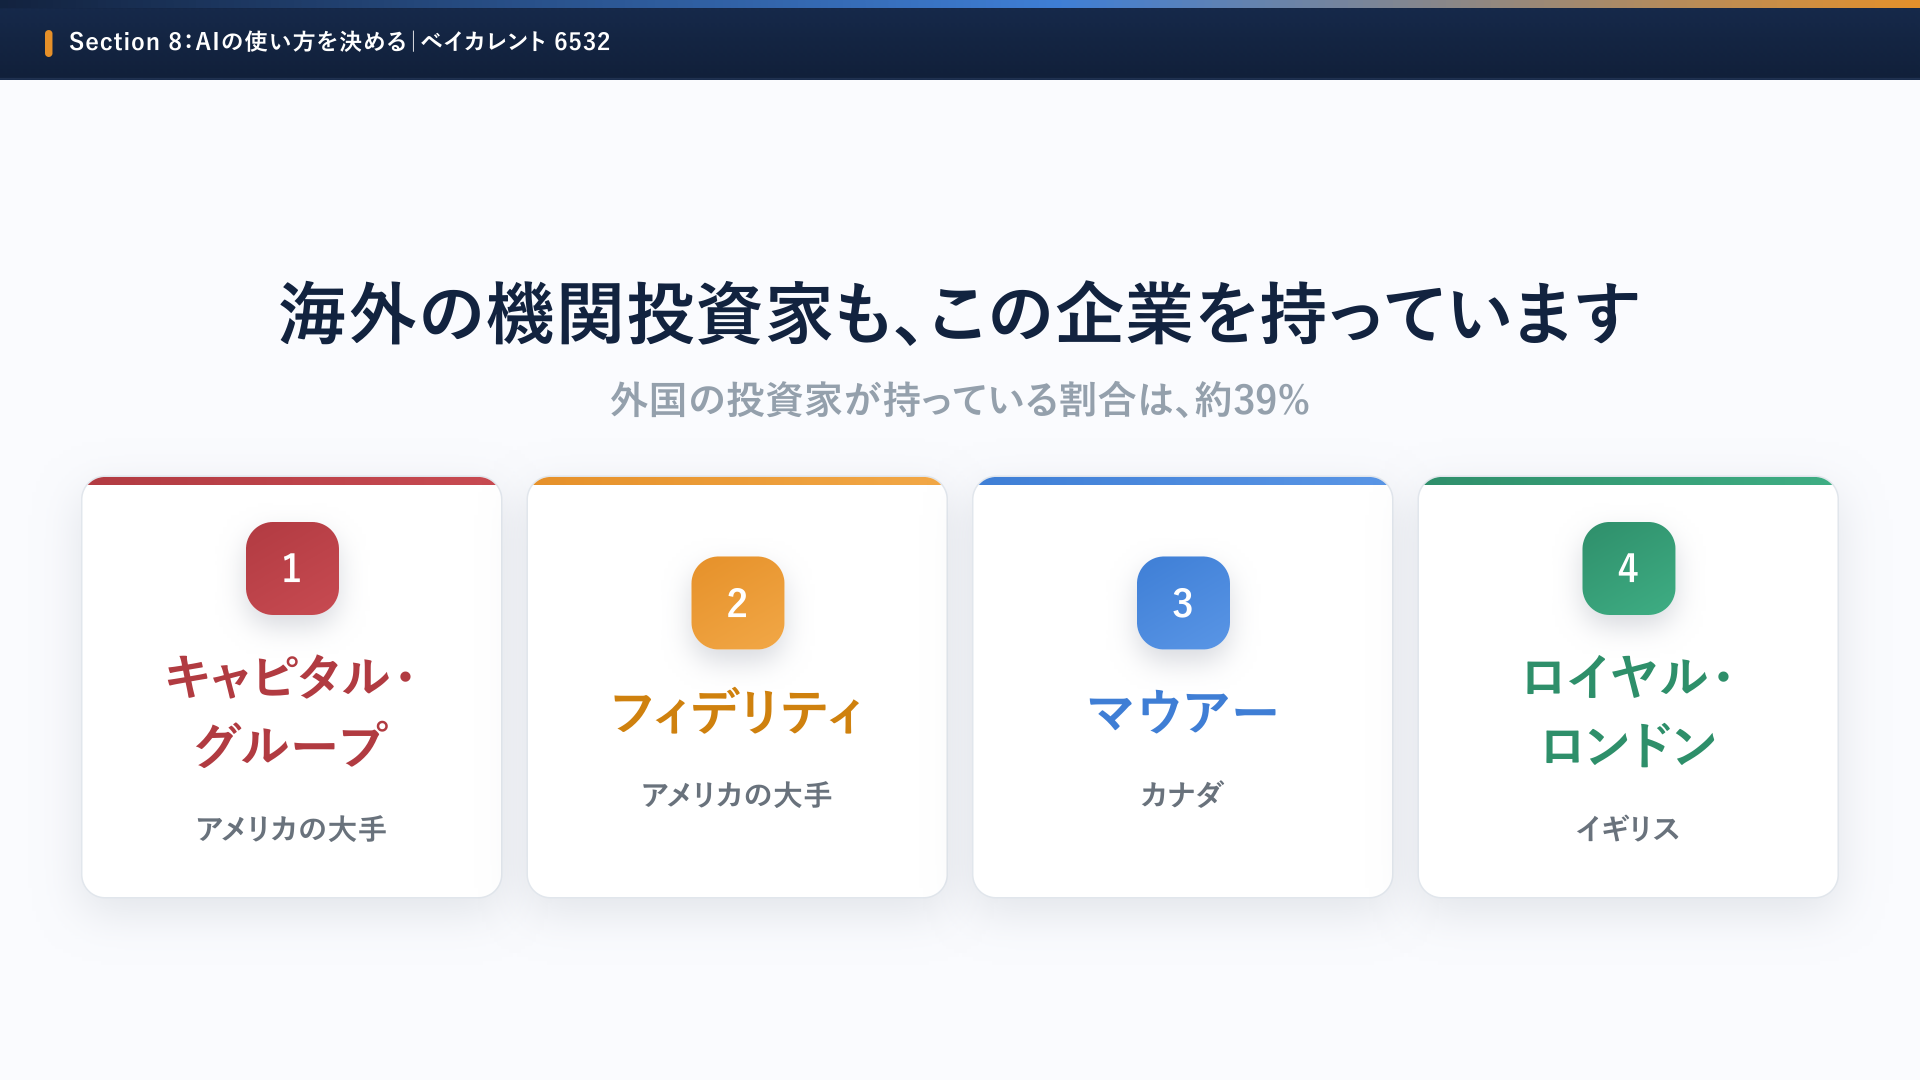 Section 8：AIの使い方を決める｜ベイカレント 6532
海外の機関投資家も、この企業を持っています
外国の投資家が持っている割合は、約39%
1
キャピタル・
グループ
アメリカの大手
2
フィデリティ
アメリカの大手
3
マウアー
カナダ
4
ロイヤル・
ロンドン
イギリス